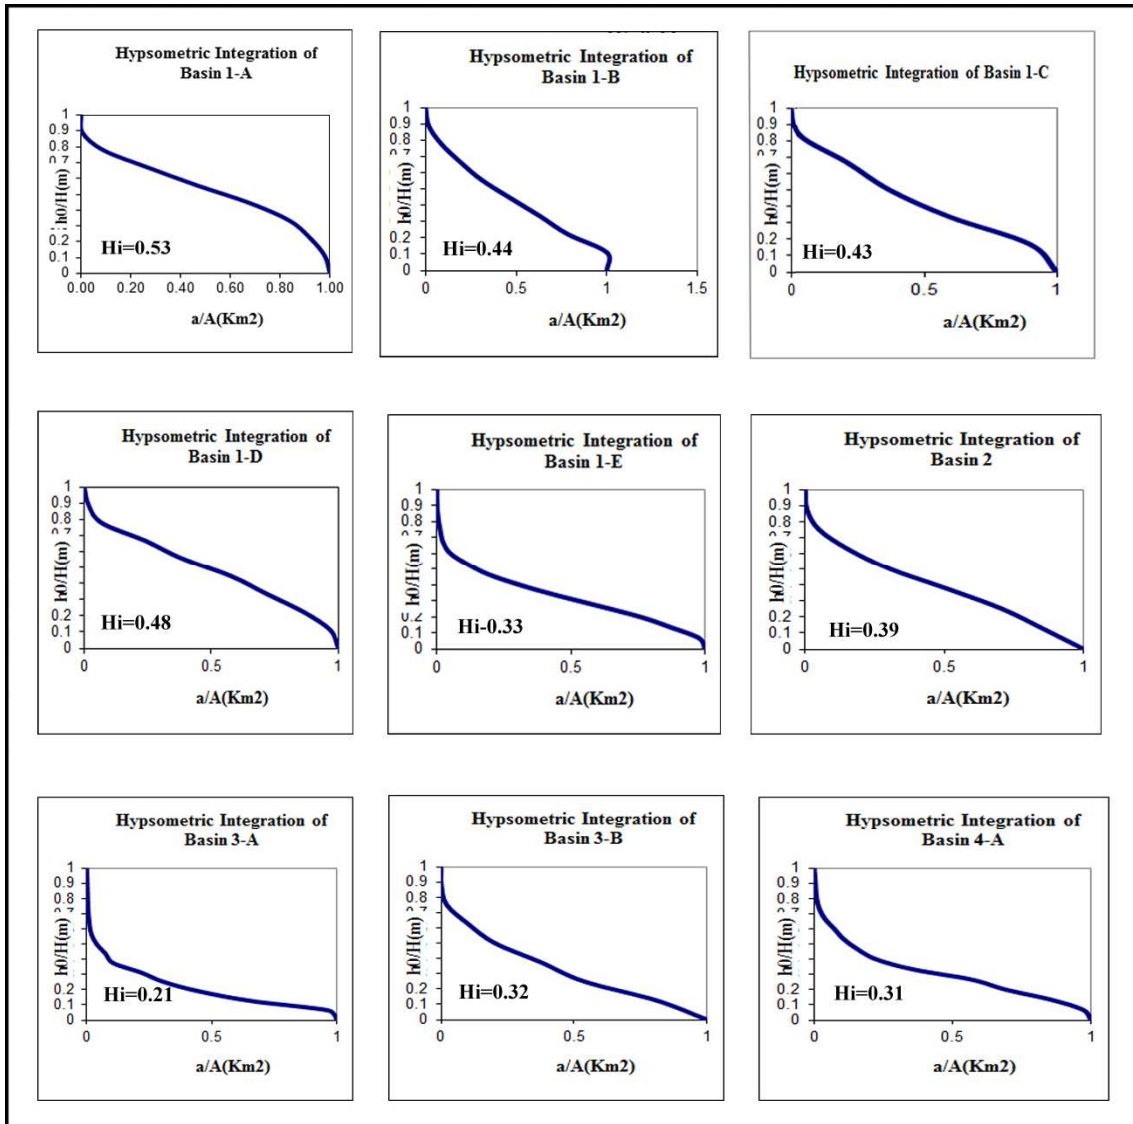 Hypsometric Integration of
Basin 1-A
1
0.9
0.8
h0/H(m)
0.2
0.1
0
Hi=0.53
0.00 0.20 0.40 0.60 0.80 1.00
a/A(Km2)
Hypsometric Integration of
Basin 1-B
1
0.9
0.8
h0/H(m)
0.2
0.1
0
Hi=0.44
0 0.5 1 1.5
a/A(Km2)
Hypsometric Integration of Basin 1-C
1
0.9
0.8
h0/H(m)
0.2
0.1
0
Hi=0.43
0 0.5 1
a/A(Km2)
Hypsometric Integration of
Basin 1-D
1
0.9
0.8
h0/H(m)
0.2
0.1
0
Hi=0.48
0 0.5 1
a/A(Km2)
Hypsometric Integration of
Basin 1-E
1
0.9
0.8
h0/H(m)
0.1
0
Hi-0.33
0 0.5 1
a/A(Km2)
Hypsometric Integration of
Basin 2
1
0.9
0.8
h0/H(m)
0.2
0.1
0
Hi=0.39
0 0.5 1
a/A(Km2)
Hypsometric Integration of
Basin 3-A
1
0.9
0.8
h0/H(m)
0.2
0.1
0
Hi=0.21
0 0.5 1
a/A(Km2)
Hypsometric Integration of
Basin 3-B
1
0.9
0.8
h0/H(m)
0.2
0.1
0
Hi=0.32
0 0.5 1
a/A(Km2)
Hypsometric Integration of
Basin 4-A
1
0.9
0.8
h0/H(m)
0.2
0.1
0
Hi=0.31
0 0.5 1
a/A(Km2)